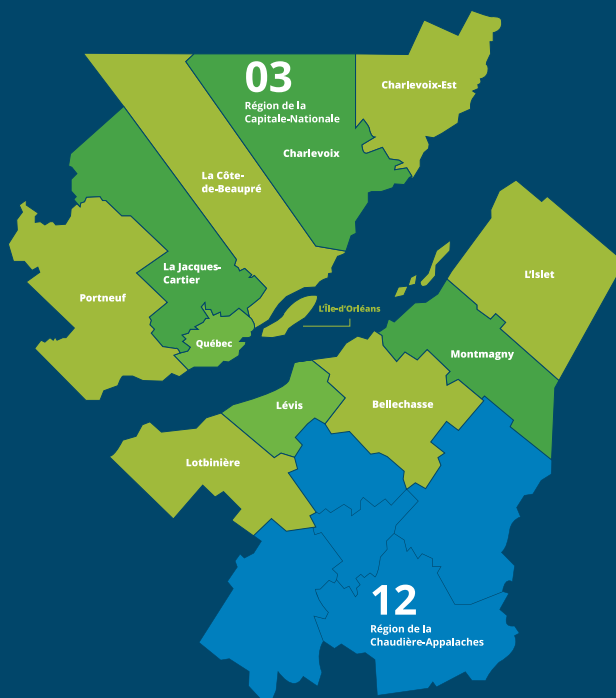 03
Région de la
Capitale-Nationale
Charlevoix-Est
Charlevoix
La Côte-
de-Beaupré
L'Islet
La Jacques-
Cartier
Portneuf
L'Île-d'Orléans
Québec
Montmagny
Bellechasse
Lévis
Lotbinière
12
Région de la
Chaudière-Appalaches